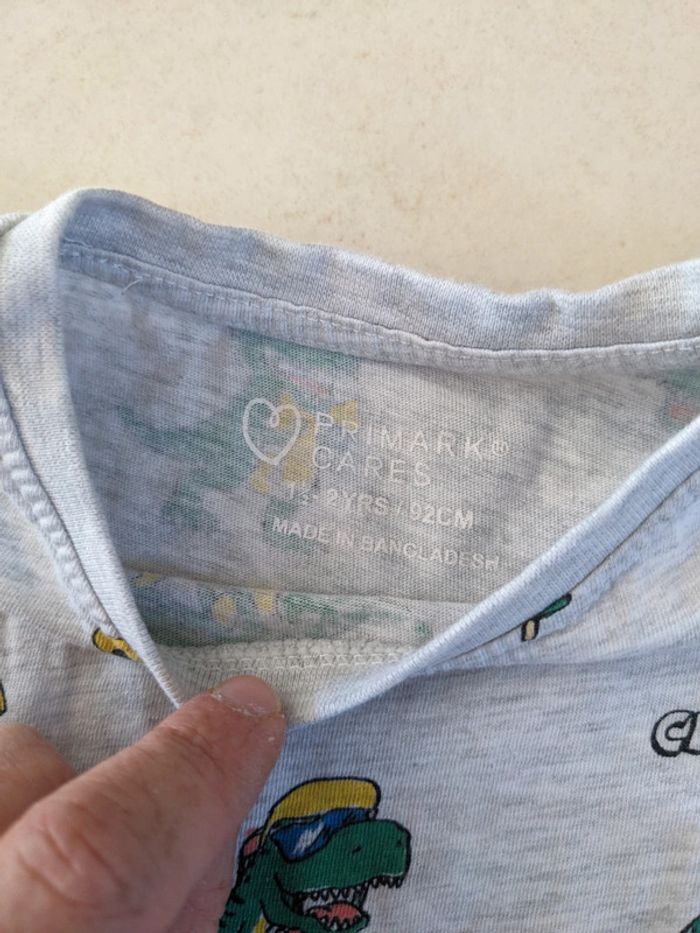 PRIMARK®
CARES
1½-2YRS / 92CM
MADE IN BANGLADESH